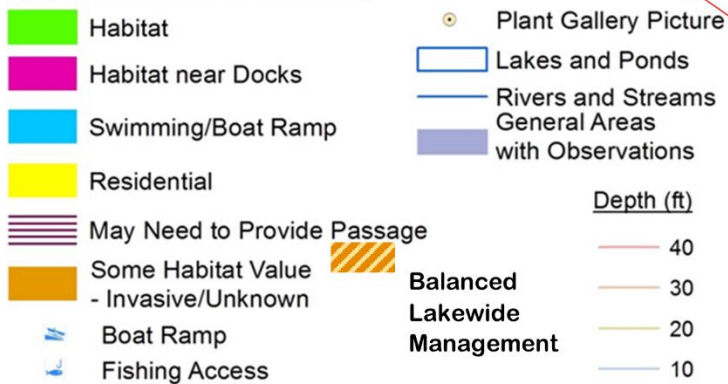 Habitat
Habitat near Docks
Swimming/Boat Ramp
Residential
May Need to Provide Passage
Some Habitat Value
- Invasive/Unknown
Boat Ramp
Fishing Access
Plant Gallery Picture
Lakes and Ponds
Rivers and Streams
General Areas
with Observations
Depth (ft)
40
30
20
10
Balanced
Lakewide
Management